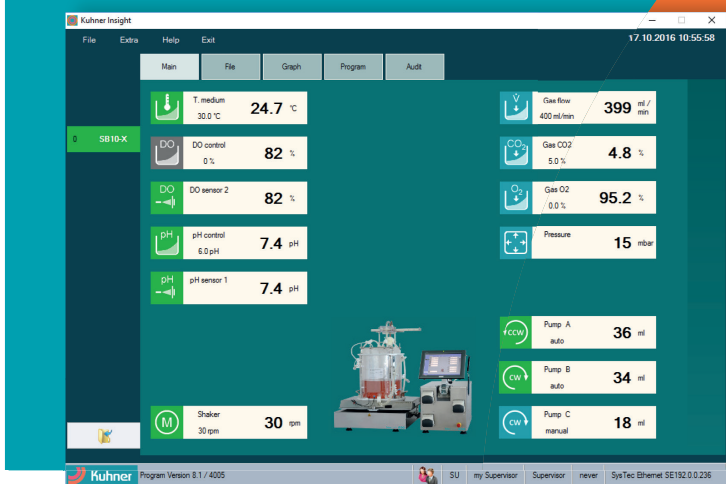 Kuhner Insight
File Extra Help Exit
17.10.2016 10:55:58
Main File Graph Program Audit
0 SB10-X
T. medium
30.0 °C
24.7 °C
DO
DO control
0 %
82 %
DO
DO sensor 2
82 %
pH
pH control
6.0 pH
7.4 pH
pH
pH sensor 1
7.4 pH
M
Shaker
30 rpm
30 rpm
V
Gas flow
400 ml/min
399 ml / min
CO2
Gas CO2
5.0 %
4.8 %
O2
Gas O2
0.0 %
95.2 %
Pressure
15 mbar
ccw
Pump A
auto
36 ml
cw
Pump B
auto
34 ml
cw
Pump C
manual
18 ml
Kuhner Program Version 8.1 / 4005 SU my Supervisor Supervisor never SysTec Ethernet SE192.0.0.236